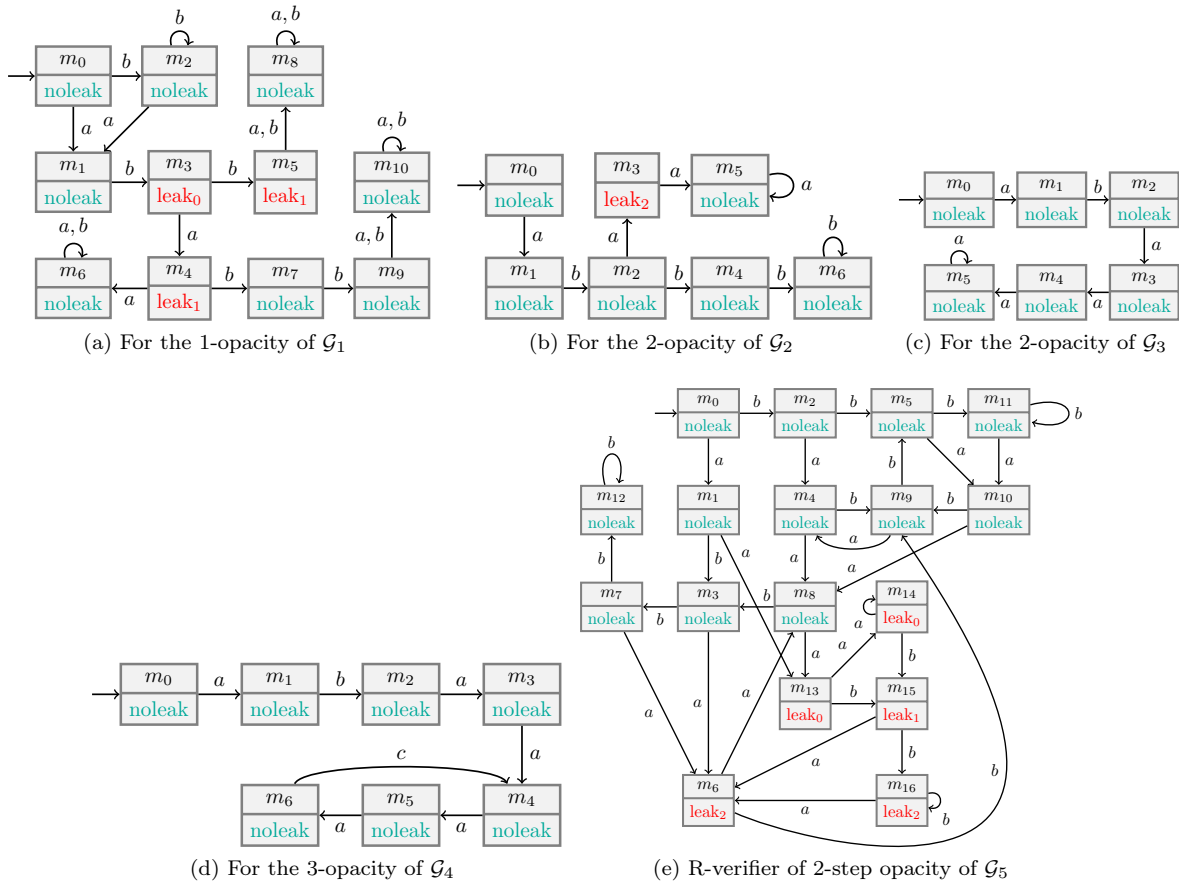 b
a, b
m0
noleak
b
m2
noleak
m8
noleak
a
a
a, b
a, b
m1
noleak
b
m3
leak0
b
m5
leak1
m10
noleak
a, b
a
a, b
m6
noleak
a
m4
leak1
b
m7
noleak
b
m9
noleak
(a) For the 1-opacity of G1
m0
noleak
m3
leak2
a
m5
noleak
a
a
a
b
m1
noleak
b
m2
noleak
b
m4
noleak
b
m6
noleak
(b) For the 2-opacity of G2
m0
noleak
a
m1
noleak
b
m2
noleak
a
a
m5
noleak
a
m4
noleak
a
m3
noleak
(c) For the 2-opacity of G3
m0
noleak
a
m1
noleak
b
m2
noleak
a
m3
noleak
c
a
m6
noleak
a
m5
noleak
a
m4
noleak
(d) For the 3-opacity of G4
m0
noleak
b
m2
noleak
b
m5
noleak
b
m11
noleak
b
b
a
a
b
a
a
m12
noleak
m1
noleak
m4
noleak
b
m9
noleak
b
m10
noleak
a
b
b
a
a
a
m7
noleak
b
m3
noleak
b
m8
noleak
m14
leak0
a
a
a
b
m13
leak0
b
m15
leak1
a
a
a
a
b
b
m6
leak2
a
m16
leak2
b
(e) R-verifier of 2-step opacity of G5